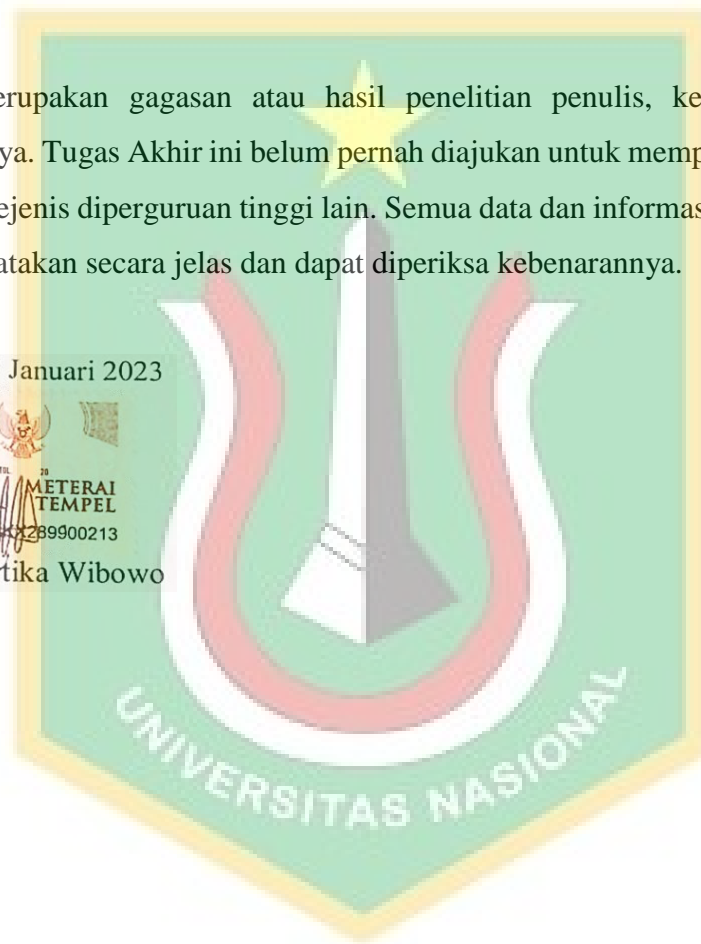 erupakan gagasan atau hasil penelitian penulis, ke
ya. Tugas Akhir ini belum pernah diajukan untuk memp
ejenis diperguruan tinggi lain. Semua data dan informas
atakan secara jelas dan dapat diperiksa kebenarannya.
Januari 2023
20
METERAI
TEMPEL
289900213
tika Wibowo
UNIVERSITAS NASIONAL